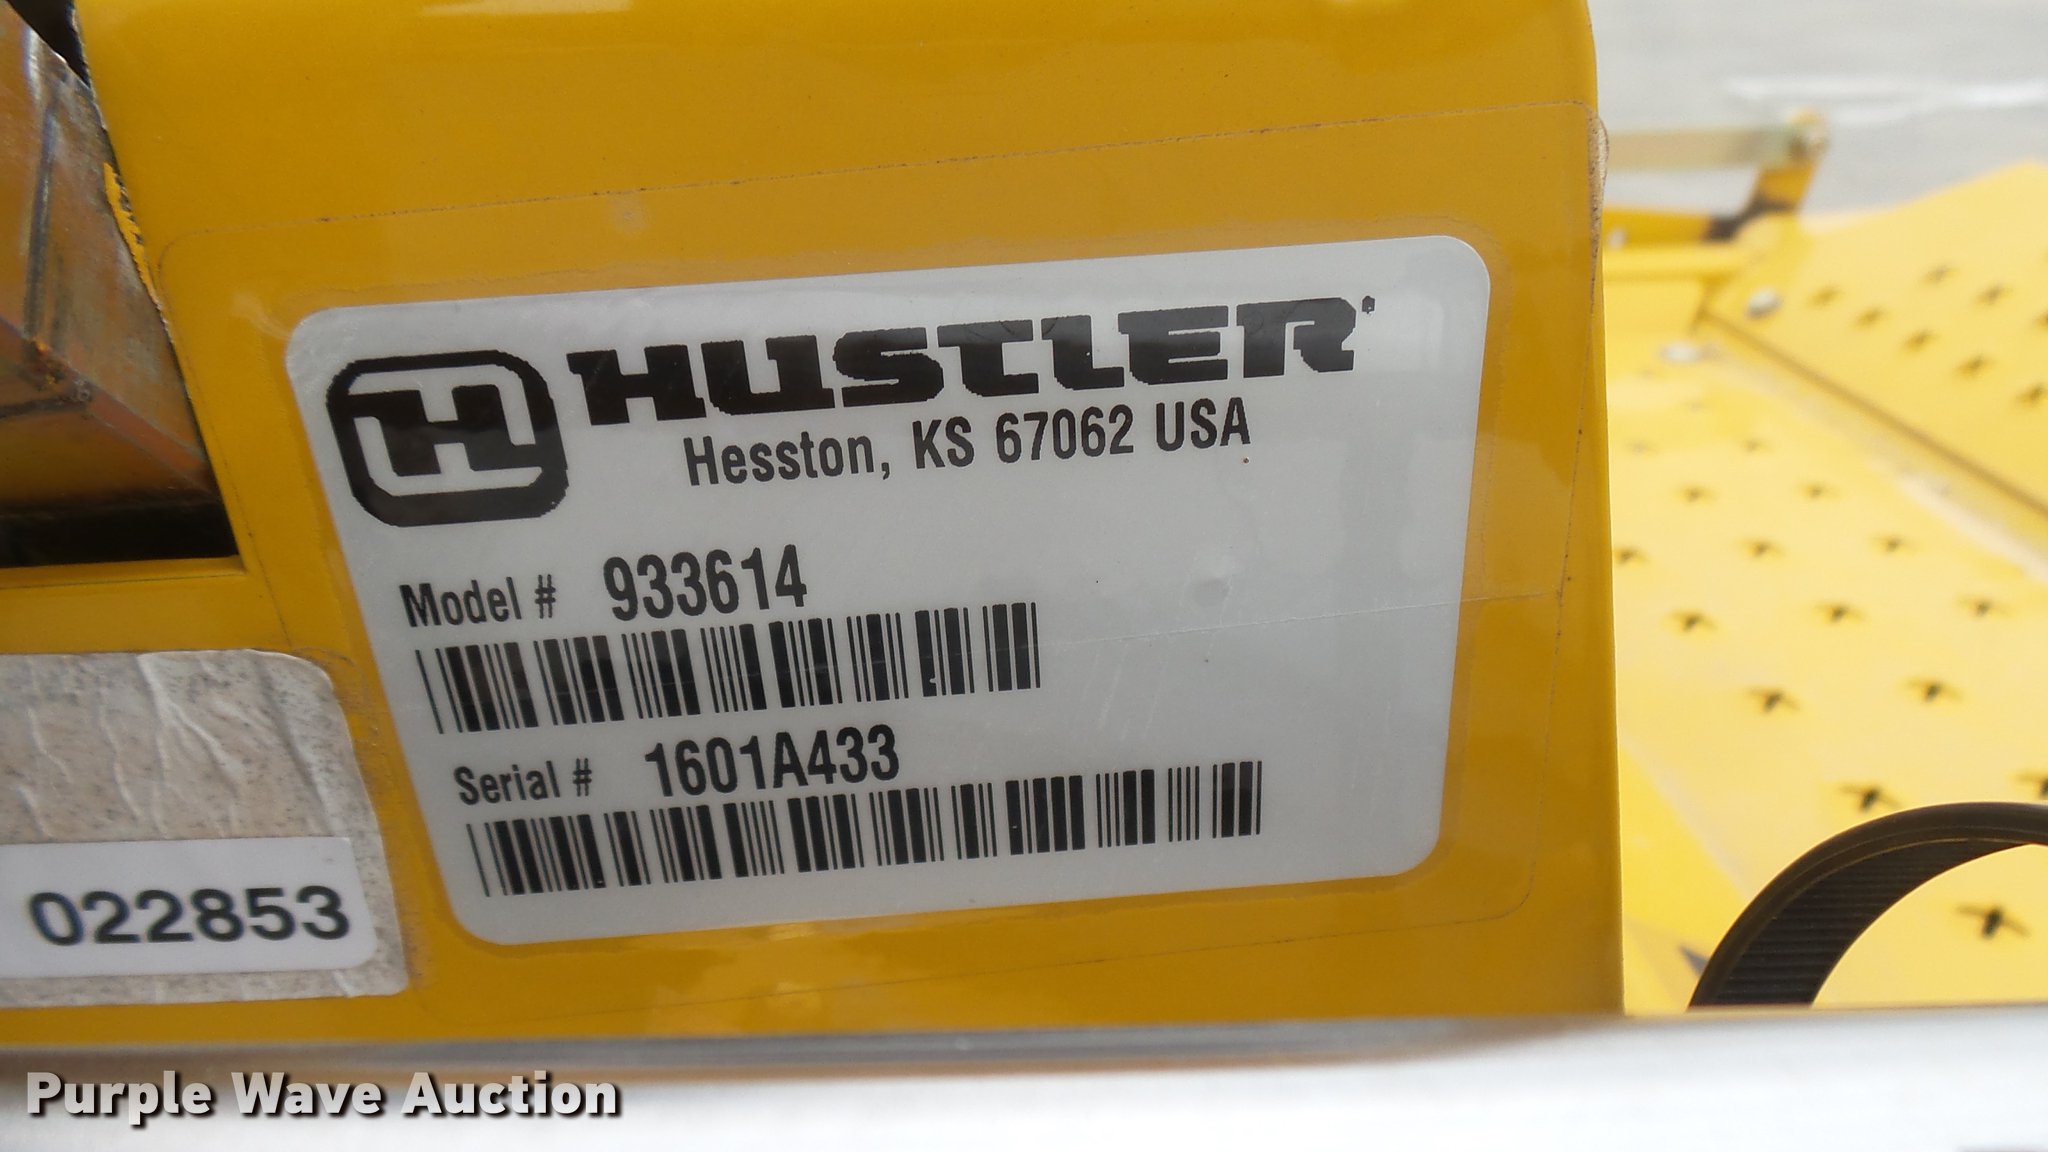 H HUSTLER®
Hesston, KS 67062 USA
Model # 933614
Serial # 1601A433
022853
Purple Wave Auction